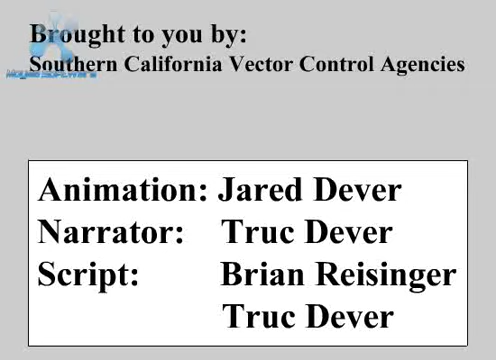 Brought to you by:
Southern California Vector Control Agencies
Animation: Jared Dever
Narrator: Truc Dever
Script: Brian Reisinger
Truc Dever